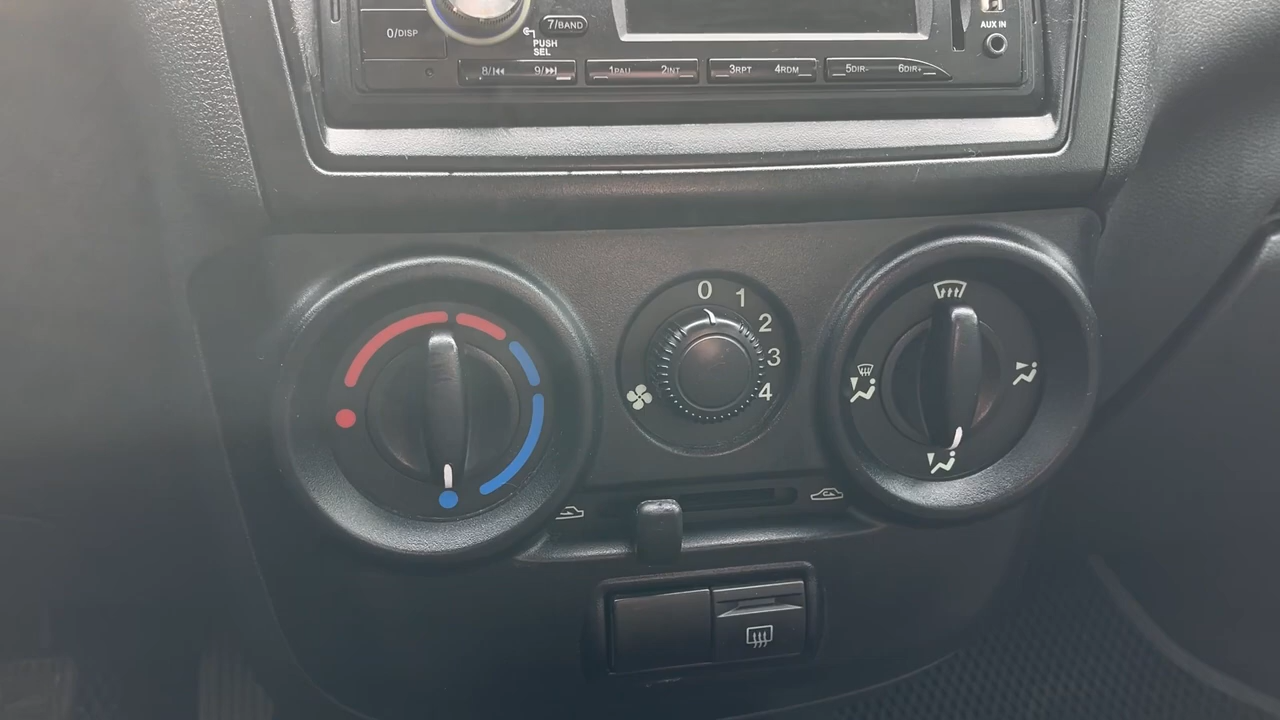 0/DISP
7/BAND
PUSH
SEL
AUX IN
8/⏮ 9/⏭
1PAU 2INT
3RPT 4RDM
5DIR- 6DIR+
0
1
2
3
4